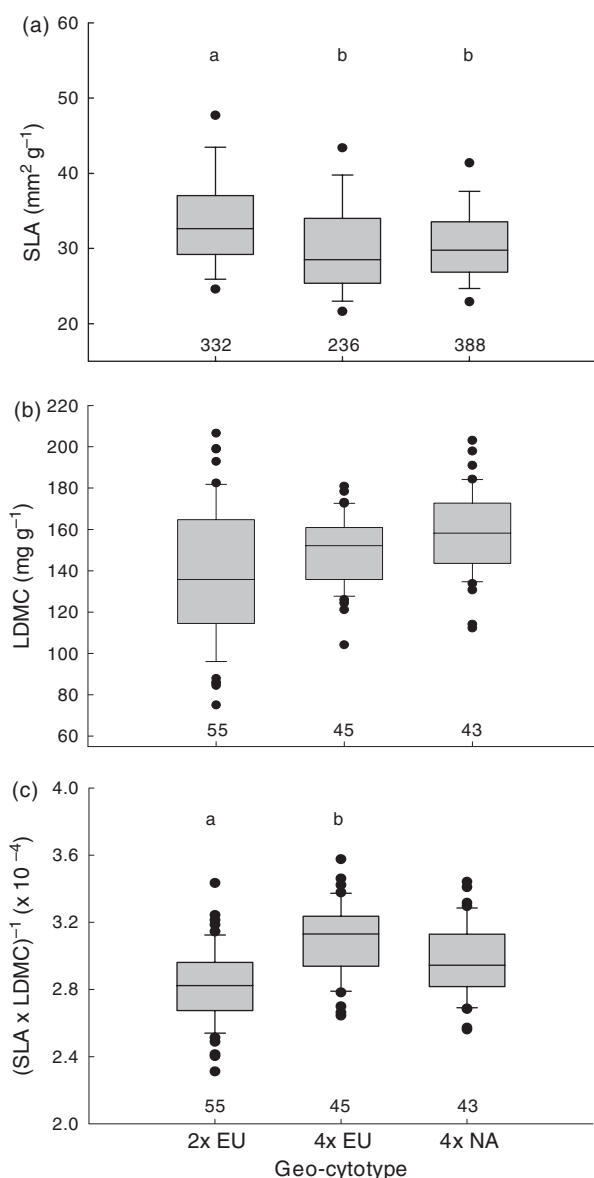 (a)
60
50
40
30
20
SLA (mm² g⁻¹)
a b b
332 236 388
(b)
220
200
180
160
140
120
100
80
60
LDMC (mg g⁻¹)
55 45 43
(c)
4.0
3.6
3.2
2.8
2.4
2.0
(SLA x LDMC)⁻¹ (x 10⁻⁴)
a b
55 45 43
2x EU 4x EU 4x NA
Geo-cytotype